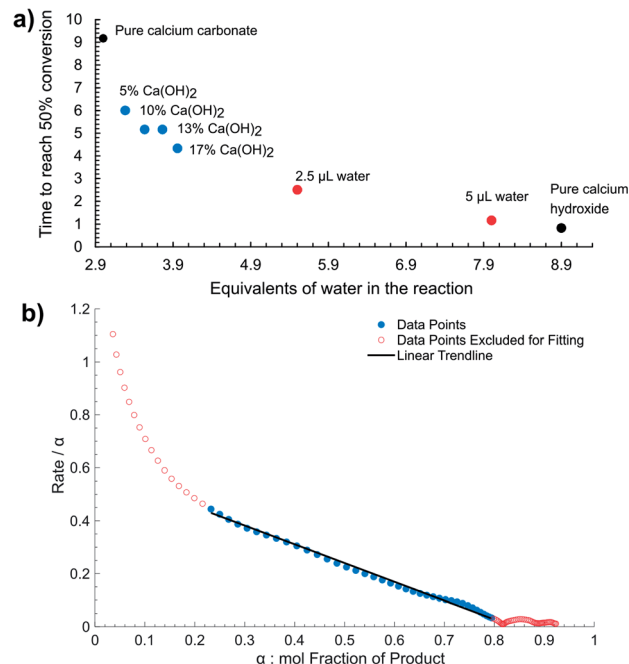 a)
Time to reach 50% conversion
10
9
8
7
6
5
4
3
2
1
0
Pure calcium carbonate
5% Ca(OH)2
10% Ca(OH)2
13% Ca(OH)2
17% Ca(OH)2
2.5 µL water
5 µL water
Pure calcium
hydroxide
2.9 3.9 4.9 5.9 6.9 7.9 8.9
Equivalents of water in the reaction
b)
Rate / α
1.2
1
0.8
0.6
0.4
0.2
0
Data Points
Data Points Excluded for Fitting
Linear Trendline
0 0.1 0.2 0.3 0.4 0.5 0.6 0.7 0.8 0.9 1
α : mol Fraction of Product